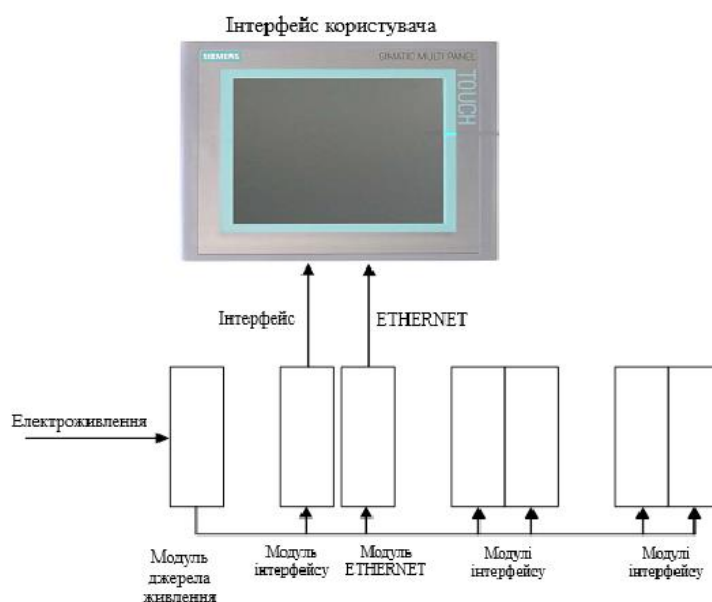 Інтерфейс користувача
SIEMENS
SIMATIC MULTI PANEL
TOUCH
Інтерфейс
ETHERNET
Електроживлення
Модуль
джерела
живлення
Модуль
інтерфейсу
Модуль
ETHERNET
Модулі
інтерфейсу
Модулі
інтерфейсу